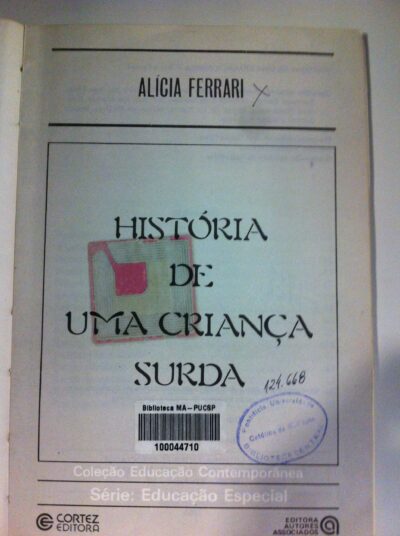 ALÍCIA FERRARI
HISTÓRIA
DE
UMA CRIANÇA
SURDA
124.668
Biblioteca MA-PUCSP
100044710
Coleção Educação Contemporânea
Série: Educação Especial
CORTEZ
EDITORA
EDITORA
AUTORES
ASSOCIADOS